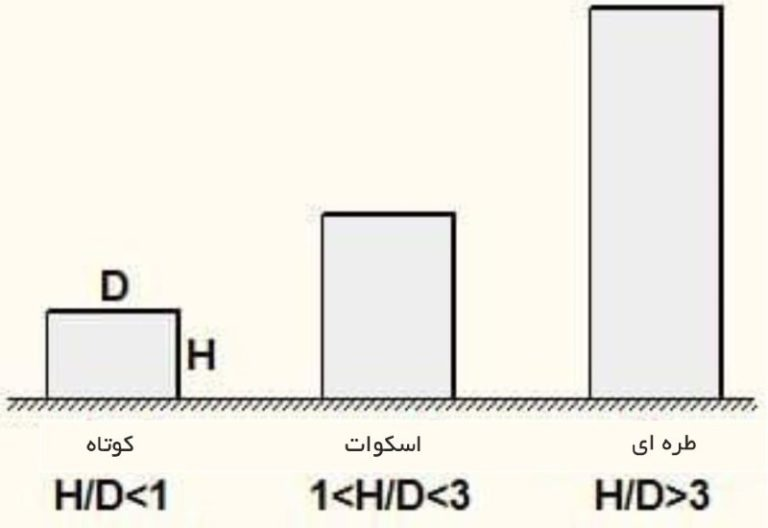 D
H
کوتاه
اسکوات
طره ای
H/D<1
1<H/D<3
H/D>3